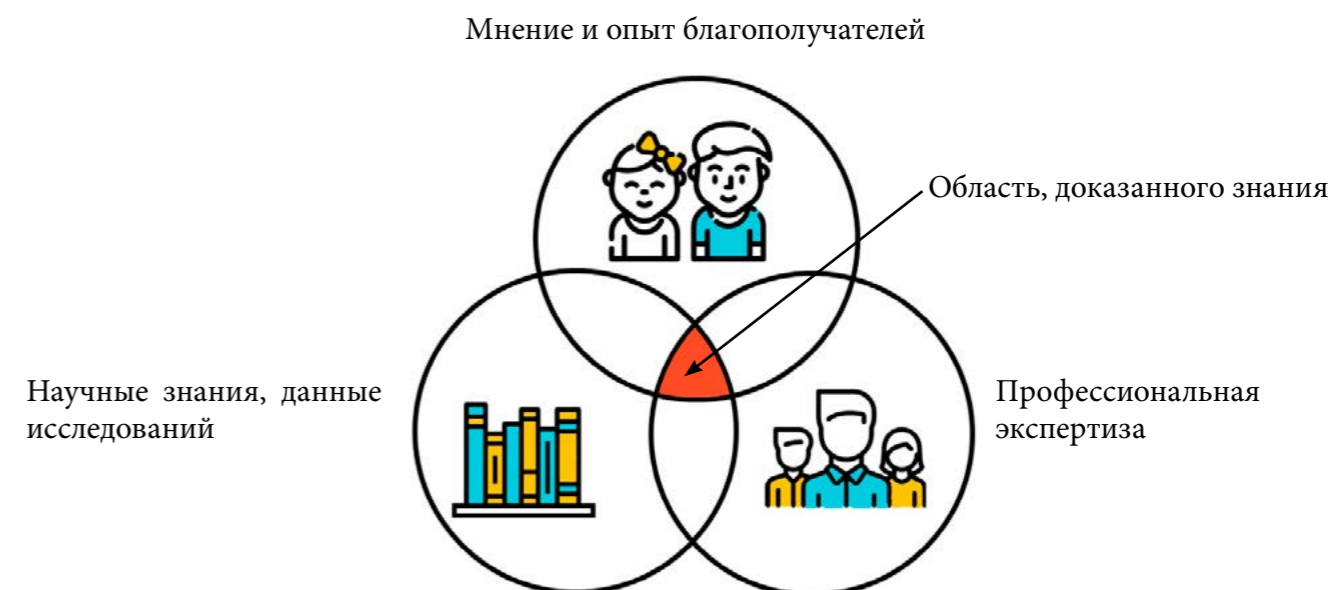 Мнение и опыт благополучателей
Область, доказанного знания
Научные знания, данные
исследований
Профессиональная
экспертиза